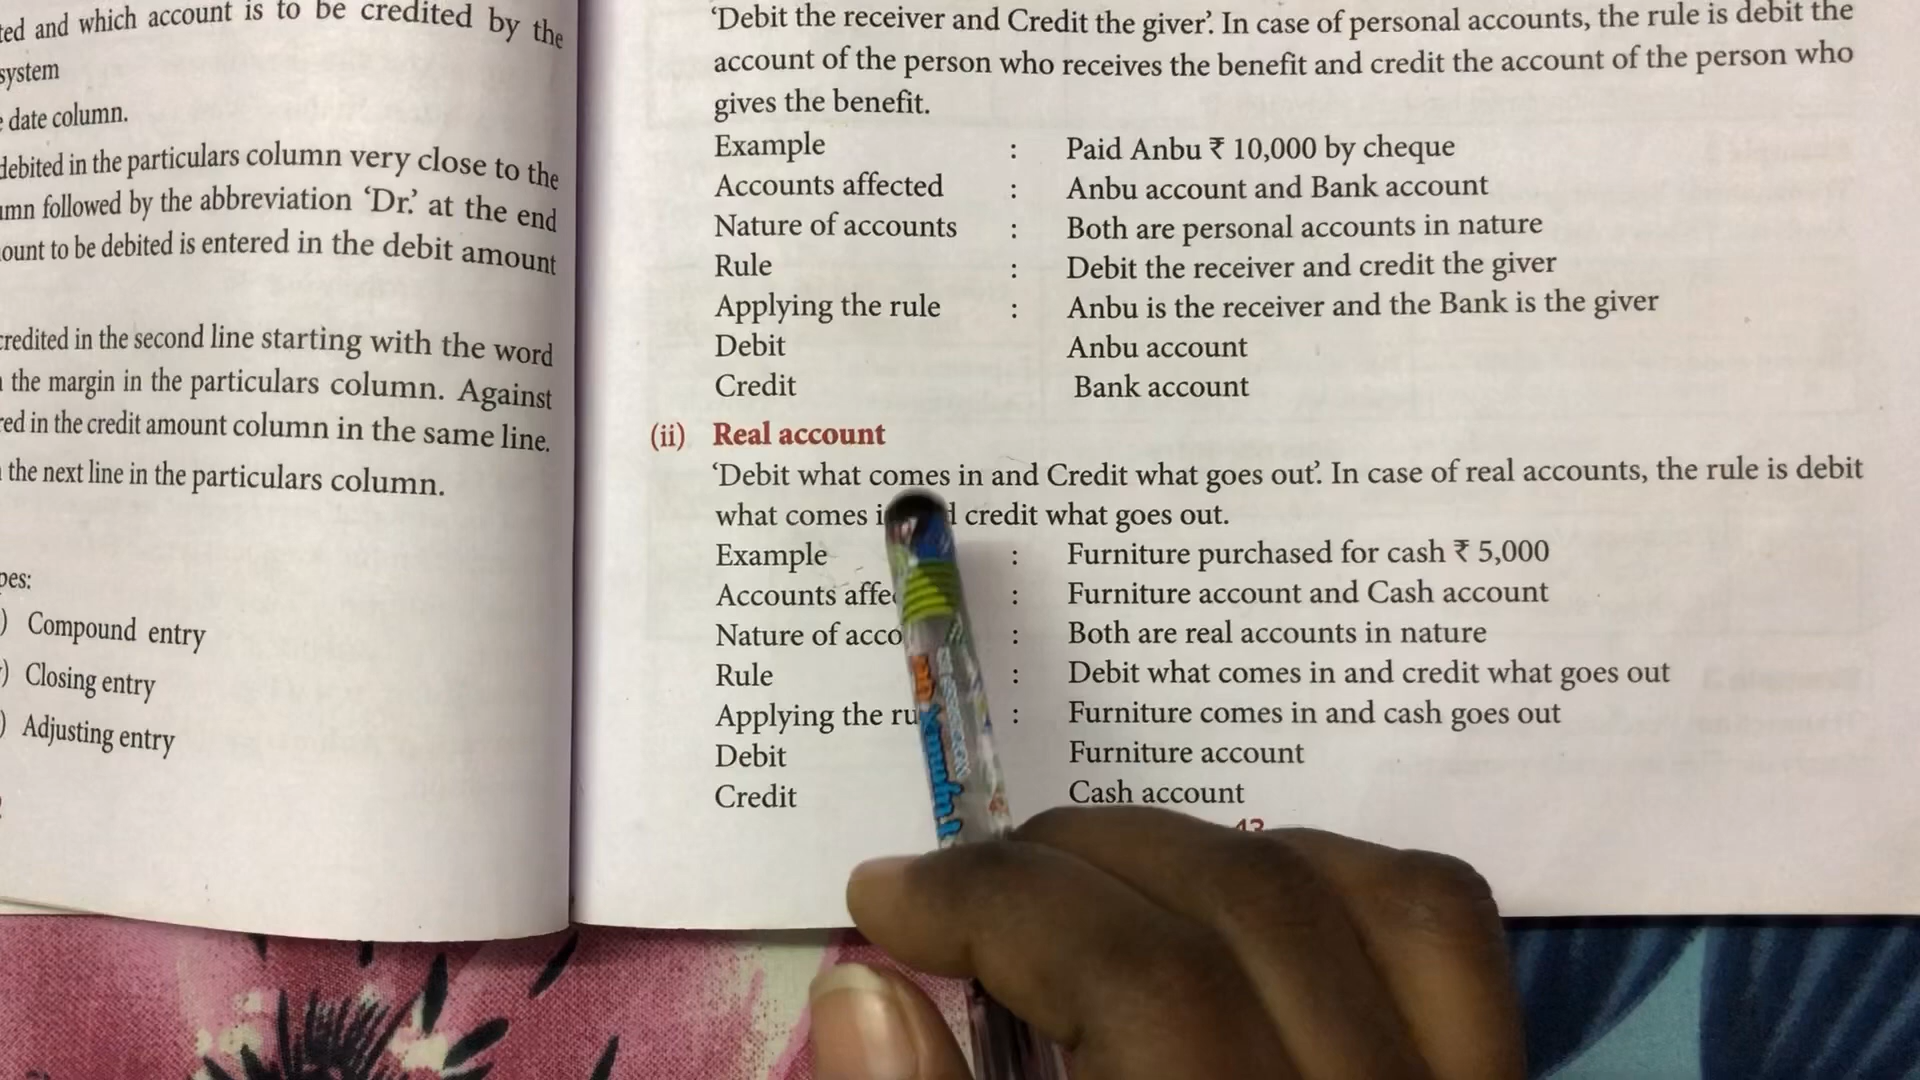 ted and which account is to be credited by the
system
date column.
debited in the particulars column very close to the
umn followed by the abbreviation ‘Dr.’ at the end
ount to be debited is entered in the debit amount
credited in the second line starting with the word
the margin in the particulars column. Against
red in the credit amount column in the same line.
the next line in the particulars column.
pes:
) Compound entry
) Closing entry
) Adjusting entry
‘Debit the receiver and Credit the giver’. In case of personal accounts, the rule is debit the
account of the person who receives the benefit and credit the account of the person who
gives the benefit.
Example : Paid Anbu ₹ 10,000 by cheque
Accounts affected : Anbu account and Bank account
Nature of accounts : Both are personal accounts in nature
Rule : Debit the receiver and credit the giver
Applying the rule : Anbu is the receiver and the Bank is the giver
Debit Anbu account
Credit Bank account
(ii) Real account
‘Debit what comes in and Credit what goes out’. In case of real accounts, the rule is debit
what comes credit what goes out.
Example : Furniture purchased for cash ₹ 5,000
Accounts affe : Furniture account and Cash account
Nature of acco : Both are real accounts in nature
Rule : Debit what comes in and credit what goes out
Applying the ru : Furniture comes in and cash goes out
Debit Furniture account
Credit Cash account
43